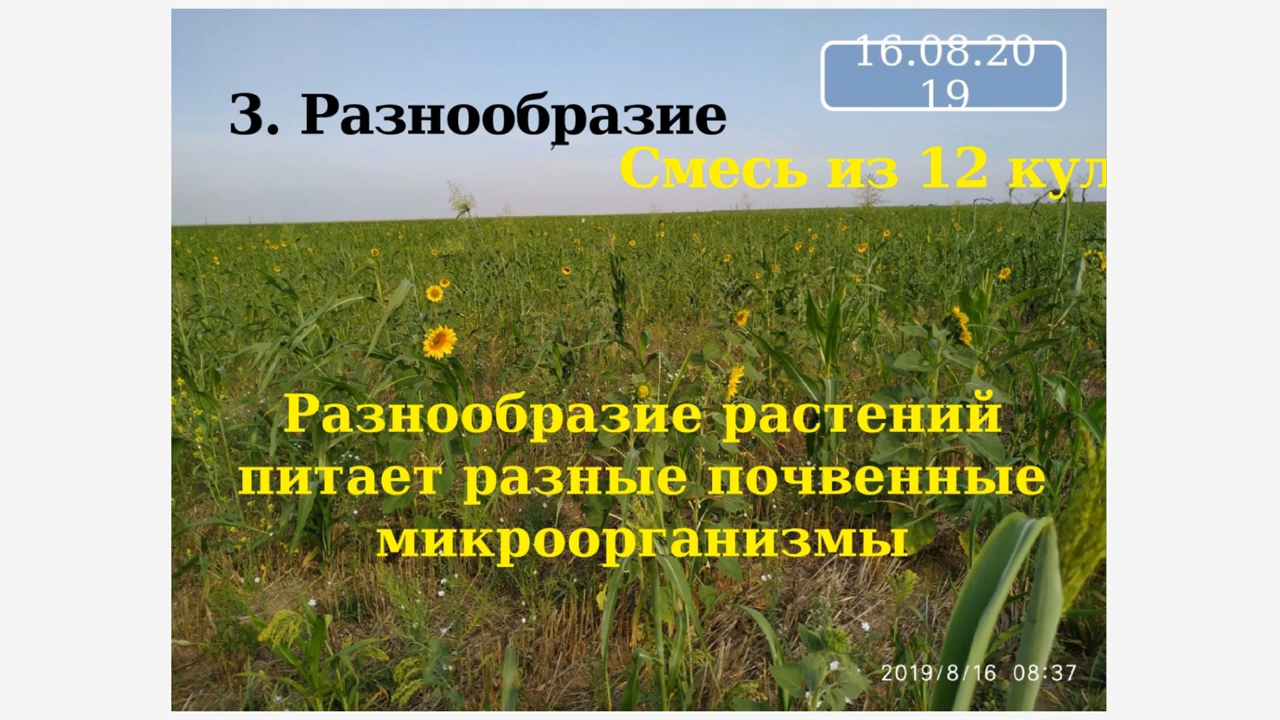 16.08.20
19
3. Разнообразие
Смесь из 12
Разнообразие растений
питает разные почвенные
микроорганизмы
2019/8/16 08:37